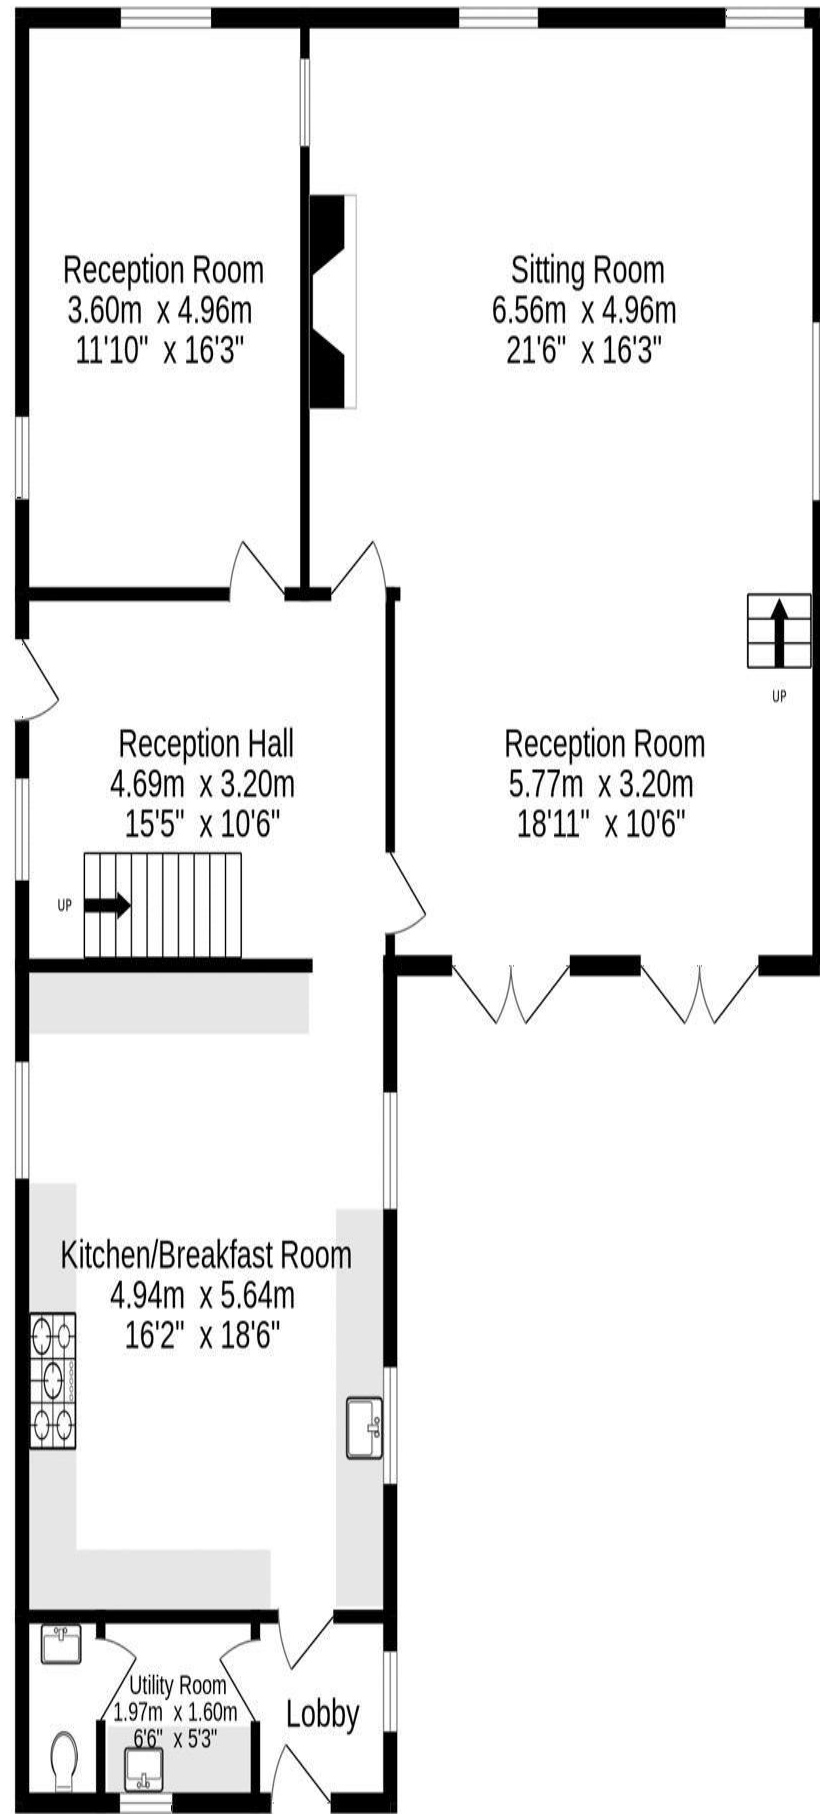 Reception Room
3.60m x 4.96m
11'10" x 16'3"
Sitting Room
6.56m x 4.96m
21'6" x 16'3"
UP
Reception Hall
4.69m x 3.20m
15'5" x 10'6"
Reception Room
5.77m x 3.20m
18'11" x 10'6"
UP
Kitchen/Breakfast Room
4.94m x 5.64m
16'2" x 18'6"
Utility Room
1.97m x 1.60m
6'6" x 5'3"
Lobby